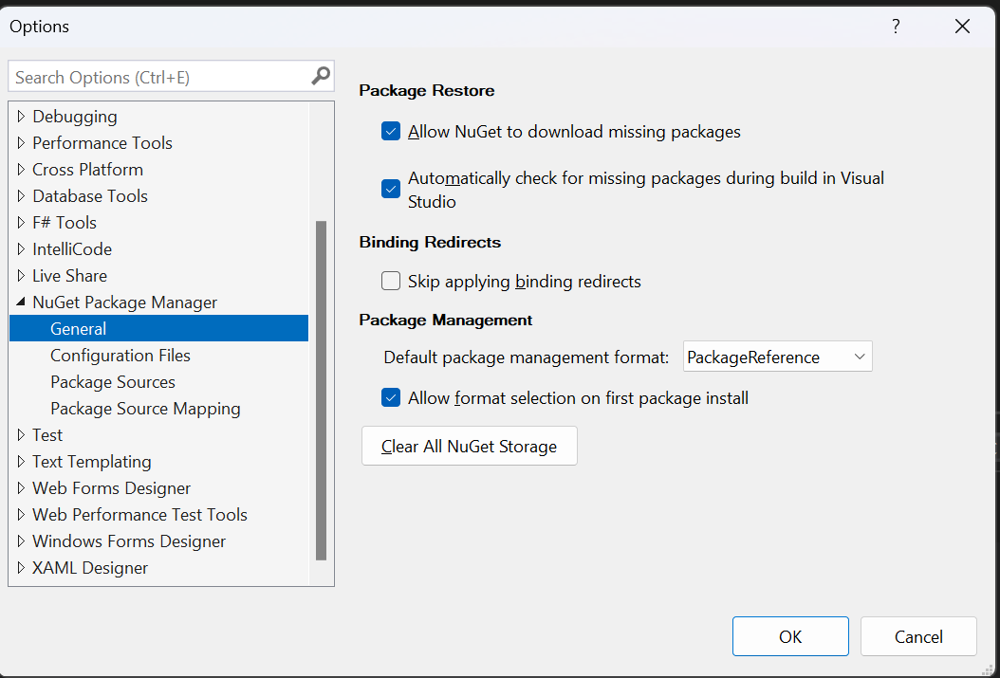 Options
?
Search Options (Ctrl+E)
Debugging
Performance Tools
Cross Platform
Database Tools
F# Tools
IntelliCode
Live Share
NuGet Package Manager
General
Configuration Files
Package Sources
Package Source Mapping
Test
Text Templating
Web Forms Designer
Web Performance Test Tools
Windows Forms Designer
XAML Designer
Package Restore
Allow NuGet to download missing packages
Automatically check for missing packages during build in Visual
Studio
Binding Redirects
Skip applying binding redirects
Package Management
Default package management format: PackageReference
Allow format selection on first package install
Clear All NuGet Storage
OK Cancel